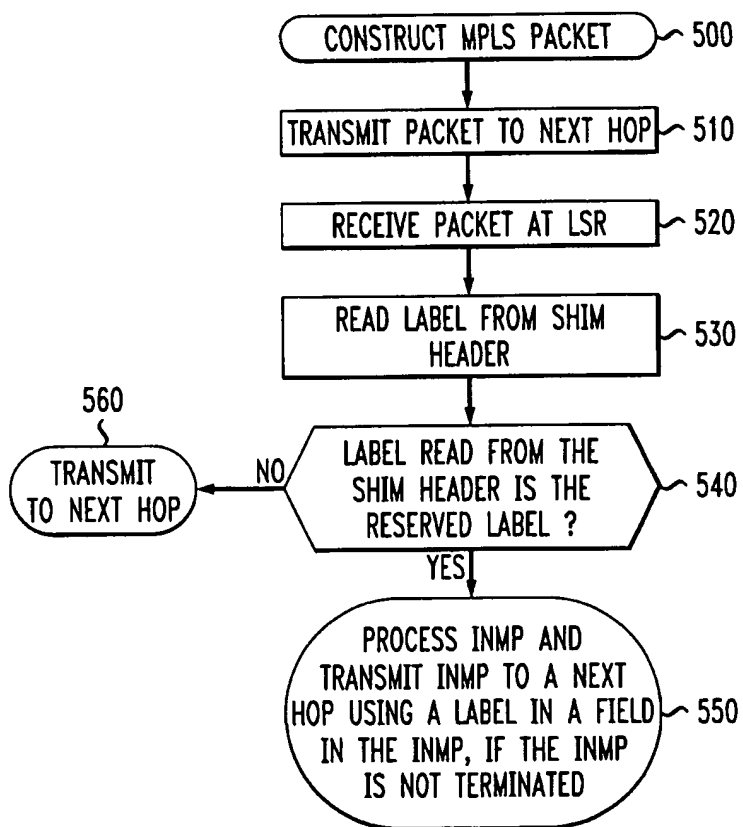 CONSTRUCT MPLS PACKET
500
TRANSMIT PACKET TO NEXT HOP
510
RECEIVE PACKET AT LSR
520
READ LABEL FROM SHIM
HEADER
530
560
TRANSMIT
TO NEXT HOP
NO
LABEL READ FROM THE
SHIM HEADER IS THE
RESERVED LABEL ?
540
YES
PROCESS INMP AND
TRANSMIT INMP TO A NEXT
HOP USING A LABEL IN A FIELD
IN THE INMP, IF THE INMP
IS NOT TERMINATED
550